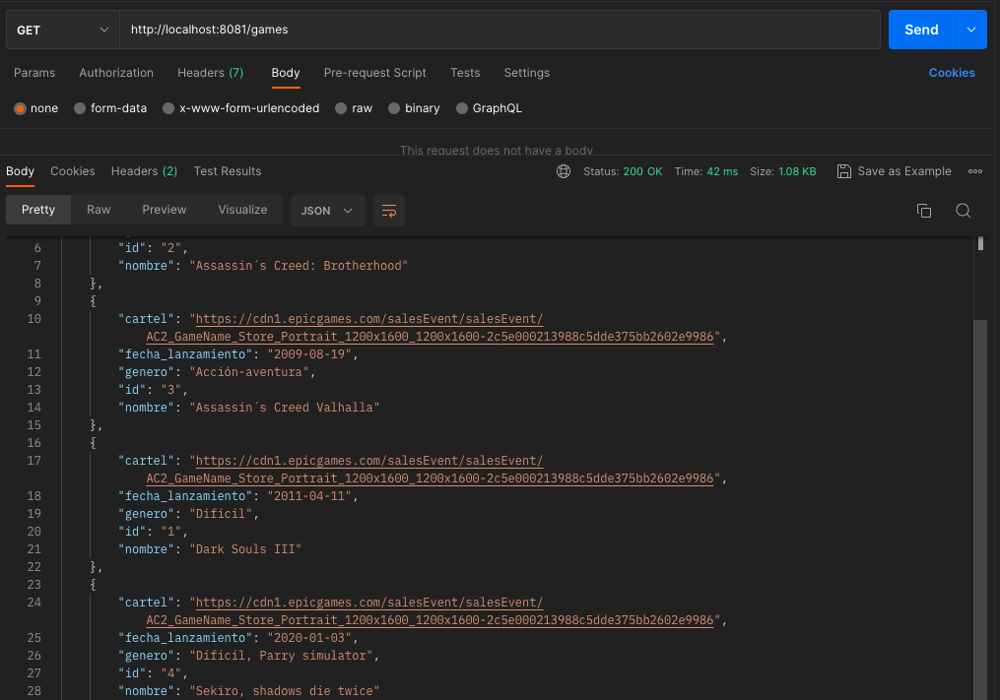 GET http://localhost:8081/games Send
Params Authorization Headers (7) Body Pre-request Script Tests Settings Cookies
none form-data x-www-form-urlencoded raw binary GraphQL
This request does not have a body
Body Cookies Headers (2) Test Results Status: 200 OK Time: 42 ms Size: 1.08 KB Save as Example
Pretty Raw Preview Visualize JSON
6 "id": "2",
7 "nombre": "Assassin´s Creed: Brotherhood"
8 },
9 {
10 "cartel": "https://cdn1.epicgames.com/salesEvent/salesEvent/
AC2_GameName_Store_Portrait_1200x1600_1200x1600-2c5e000213988c5dde375bb2602e9986",
11 "fecha_lanzamiento": "2009-08-19",
12 "genero": "Acción-aventura",
13 "id": "3",
14 "nombre": "Assassin´s Creed Valhalla"
15 },
16 {
17 "cartel": "https://cdn1.epicgames.com/salesEvent/salesEvent/
AC2_GameName_Store_Portrait_1200x1600_1200x1600-2c5e000213988c5dde375bb2602e9986",
18 "fecha_lanzamiento": "2011-04-11",
19 "genero": "Dificil",
20 "id": "1",
21 "nombre": "Dark Souls III"
22 },
23 {
24 "cartel": "https://cdn1.epicgames.com/salesEvent/salesEvent/
AC2_GameName_Store_Portrait_1200x1600_1200x1600-2c5e000213988c5dde375bb2602e9986",
25 "fecha_lanzamiento": "2020-01-03",
26 "genero": "Dificil, Parry simulator",
27 "id": "4",
28 "nombre": "Sekiro, shadows die twice"